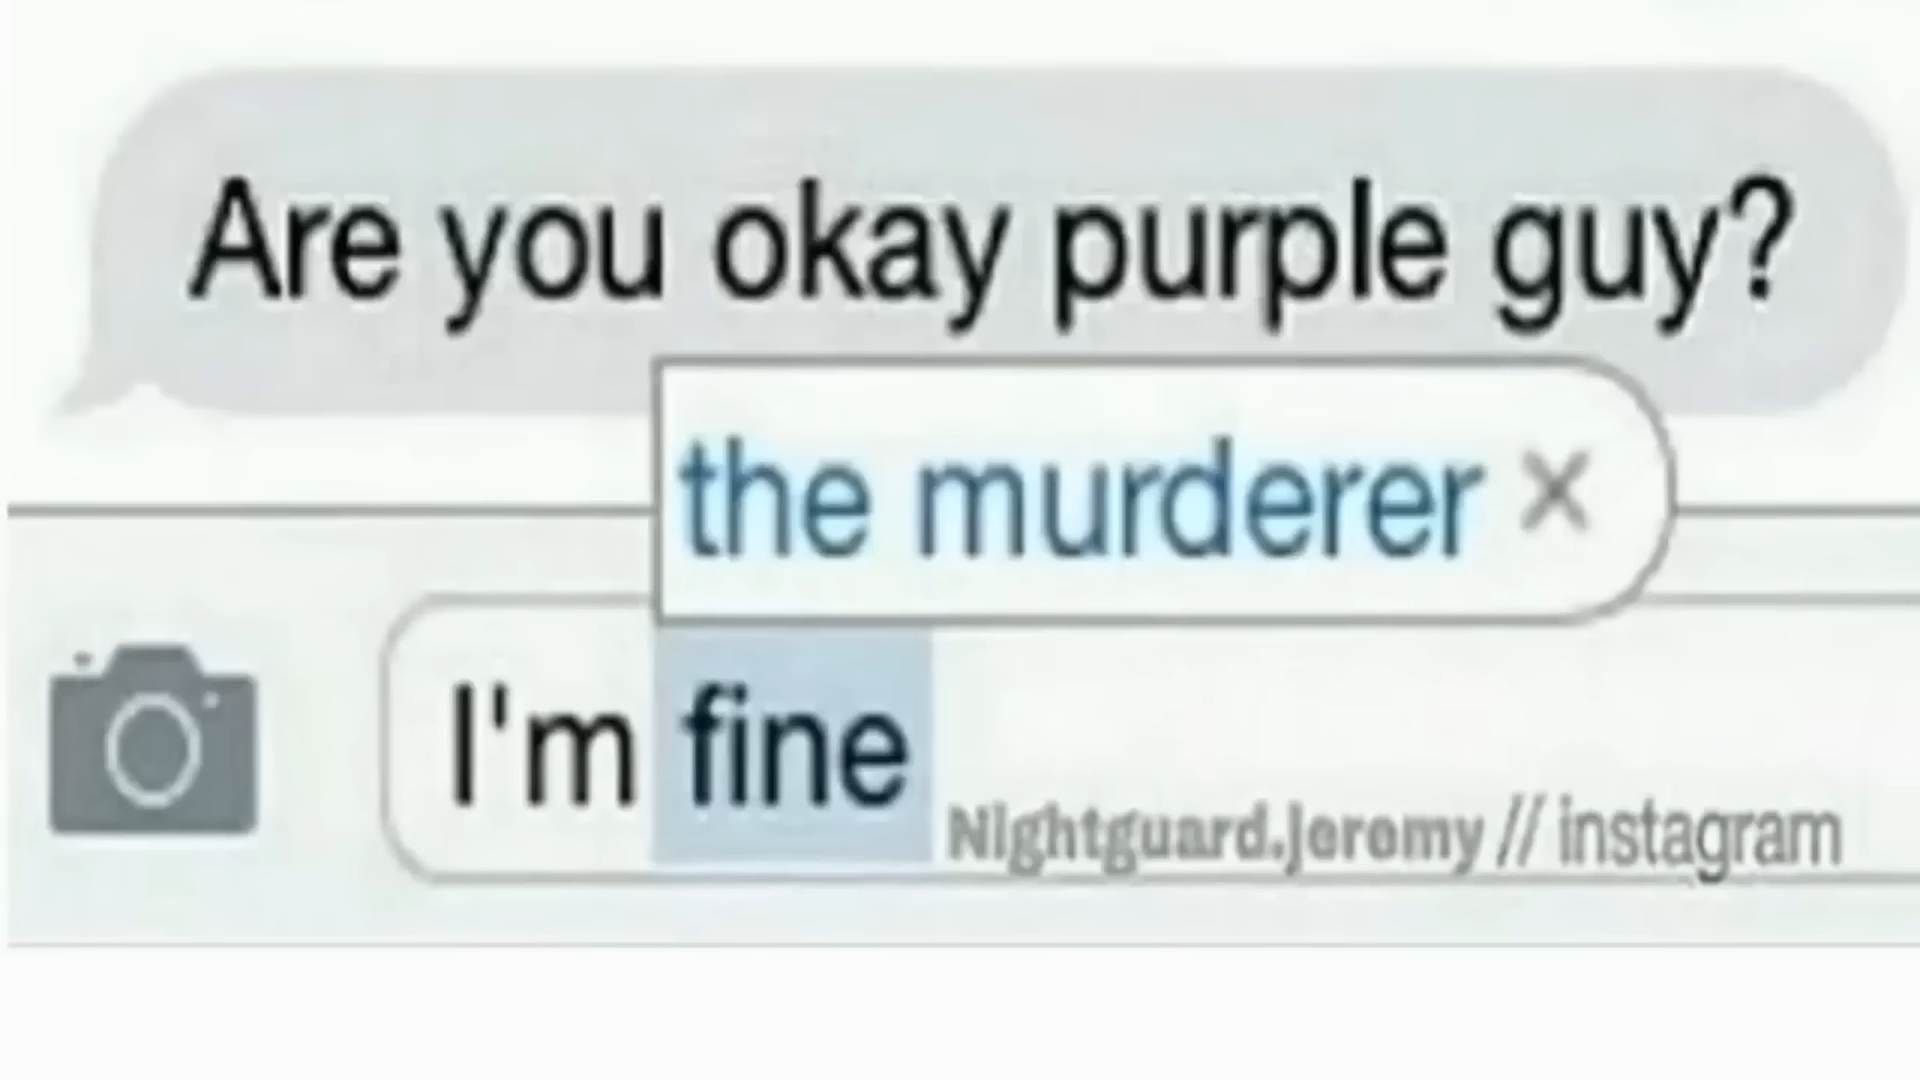 Are you okay purple guy?
the murderer ×
I'm fine
Nightguard.Jeremy // instagram